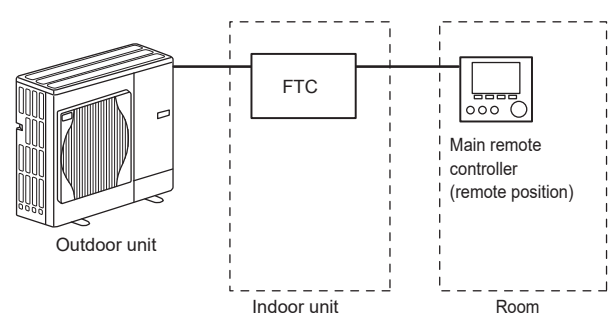 FTC
Main remote
controller
(remote position)
Outdoor unit
Indoor unit
Room